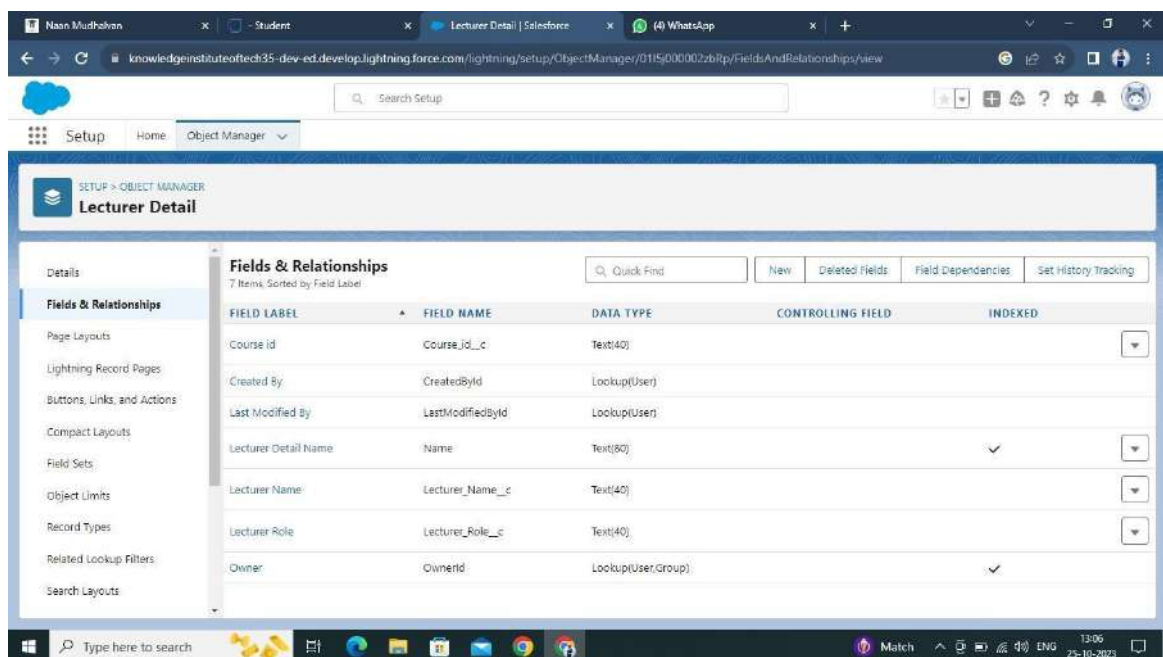 Naan Mudhalvan
- Student
Lecturer Detail | Salesforce
(4) WhatsApp
knowledgeinstituteoftech35-dev-ed.develop.lightning.force.com/lightning/setup/ObjectManager/01I5j000002zbRp/FieldsAndRelationships/view
Search Setup
Setup Home Object Manager
SETUP > OBJECT MANAGER
Lecturer Detail
Details
Fields & Relationships
Page Layouts
Lightning Record Pages
Buttons, Links, and Actions
Compact Layouts
Field Sets
Object Limits
Record Types
Related Lookup Filters
Search Layouts
Fields & Relationships
7 Items, Sorted by Field Label
Quick Find
New Deleted Fields Field Dependencies Set History Tracking
FIELD LABEL FIELD NAME DATA TYPE CONTROLLING FIELD INDEXED
Course id Course_id__c Text(40)
Created By CreatedById Lookup(User)
Last Modified By LastModifiedById Lookup(User)
Lecturer Detail Name Name Text(80)
Lecturer Name Lecturer_Name__c Text(40)
Lecturer Role Lecturer_Role__c Text(40)
Owner OwnerId Lookup(User,Group)
Type here to search
Match
ENG
13:06
25-10-2023